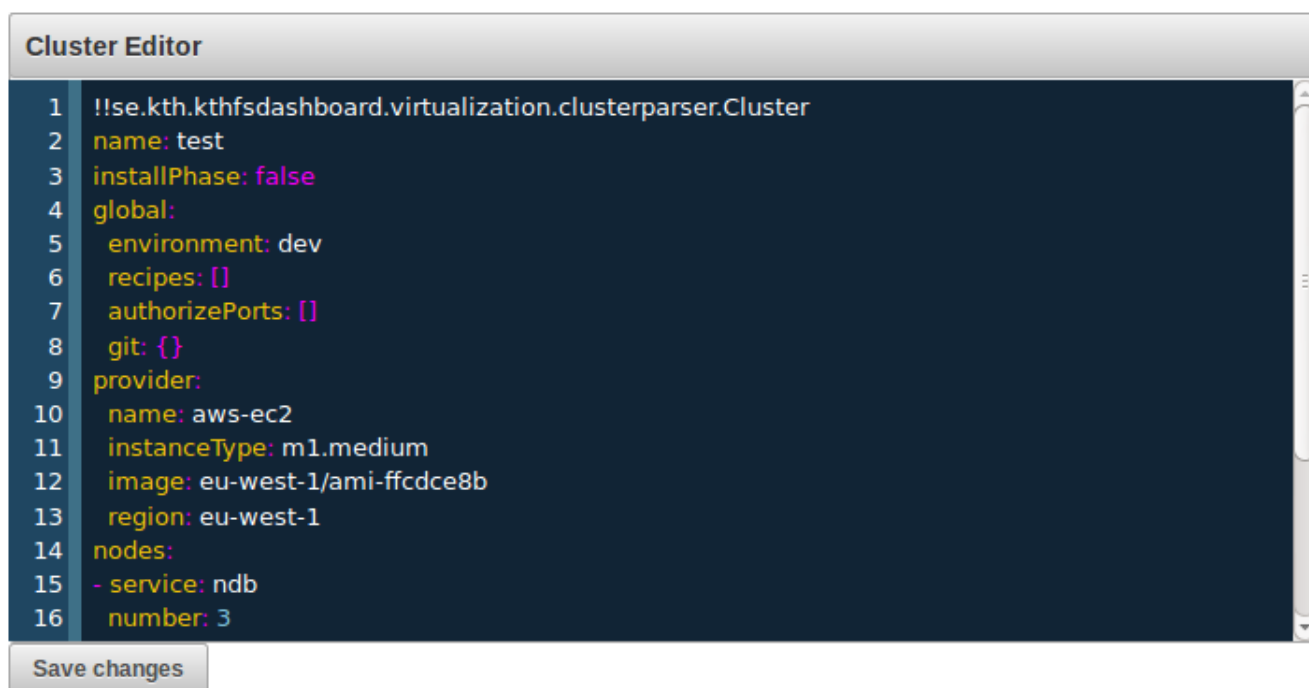 Cluster Editor
1 !!se.kth.kthfsdashboard.virtualization.clusterparser.Cluster
2 name: test
3 installPhase: false
4 global:
5 environment: dev
6 recipes: []
7 authorizePorts: []
8 git: {}
9 provider:
10 name: aws-ec2
11 instanceType: m1.medium
12 image: eu-west-1/ami-ffcdce8b
13 region: eu-west-1
14 nodes:
15 - service: ndb
16 number: 3
Save changes